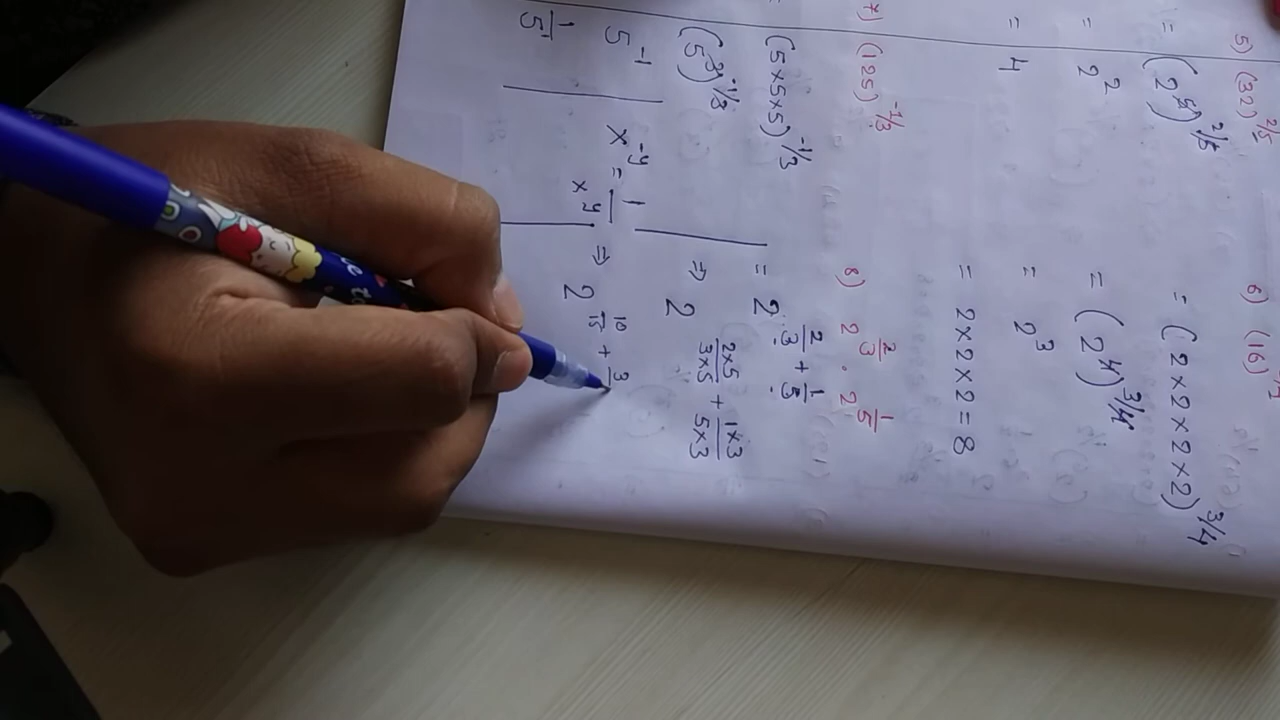 5) (32)^2/5
= (2^5)^2/5
= 2^2
= 4
7) (125)^-1/3
(5×5×5)^-1/3
(5^3)^-1/3
5^-1
1/5^1
x^-y = 1/x^y
6) (16)
= (2×2×2×2)^3/4
= (2^4)^3/4
= 2^3
= 2×2×2=8
8) 2^2/3 . 2^1/5
= 2^2/3 + 1/5
⇒ 2^2×5/3×5 + 1×3/5×3
⇒ 2^10/15 + 3/